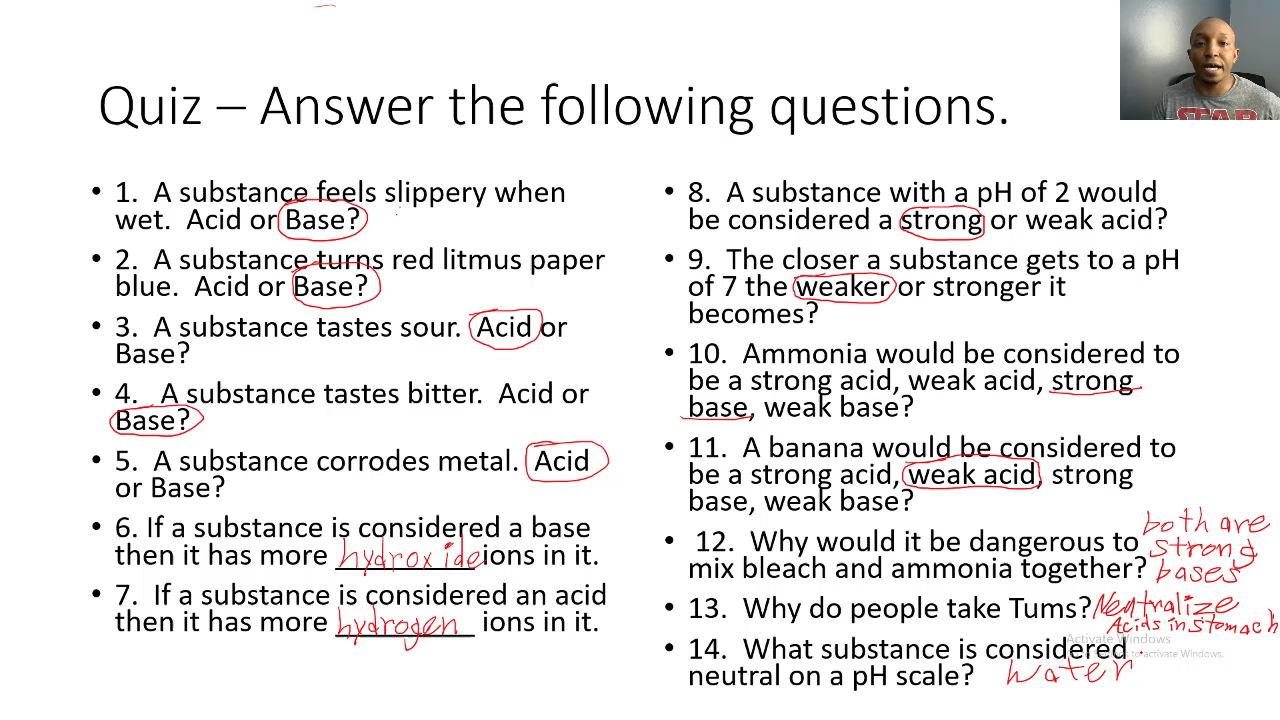 Quiz – Answer the following questions.
• 1. A substance feels slippery when
wet. Acid or Base?
• 2. A substance turns red litmus paper
blue. Acid or Base?
• 3. A substance tastes sour. Acid or
Base?
• 4. A substance tastes bitter. Acid or
Base?
• 5. A substance corrodes metal. Acid
or Base?
• 6. If a substance is considered a base
then it has more hydroxide ions in it.
• 7. If a substance is considered an acid
then it has more hydrogen ions in it.
• 8. A substance with a pH of 2 would
be considered a strong or weak acid?
• 9. The closer a substance gets to a pH
of 7 the weaker or stronger it
becomes?
• 10. Ammonia would be considered to
be a strong acid, weak acid, strong
base, weak base?
• 11. A banana would be considered to
be a strong acid, weak acid, strong
base, weak base?
• 12. Why would it be dangerous to
mix bleach and ammonia together?
both are
strong
bases
• 13. Why do people take Tums? Neutralize
Acids in stomach
• 14. What substance is considered
neutral on a pH scale? water
Activate Windows
to activate Windows.
STAR